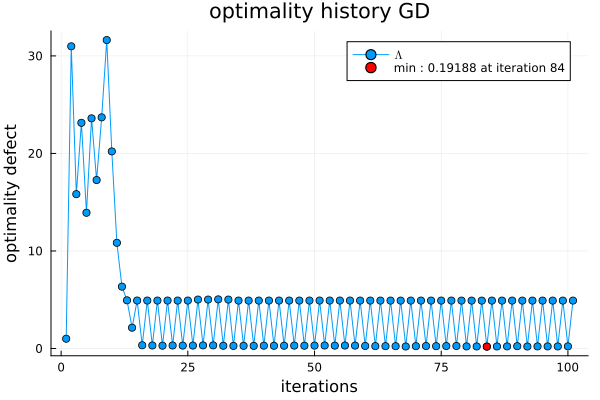 optimality history GD
Λ
min : 0.19188 at iteration 84
optimality defect
30
20
10
0
0 25 50 75 100
iterations